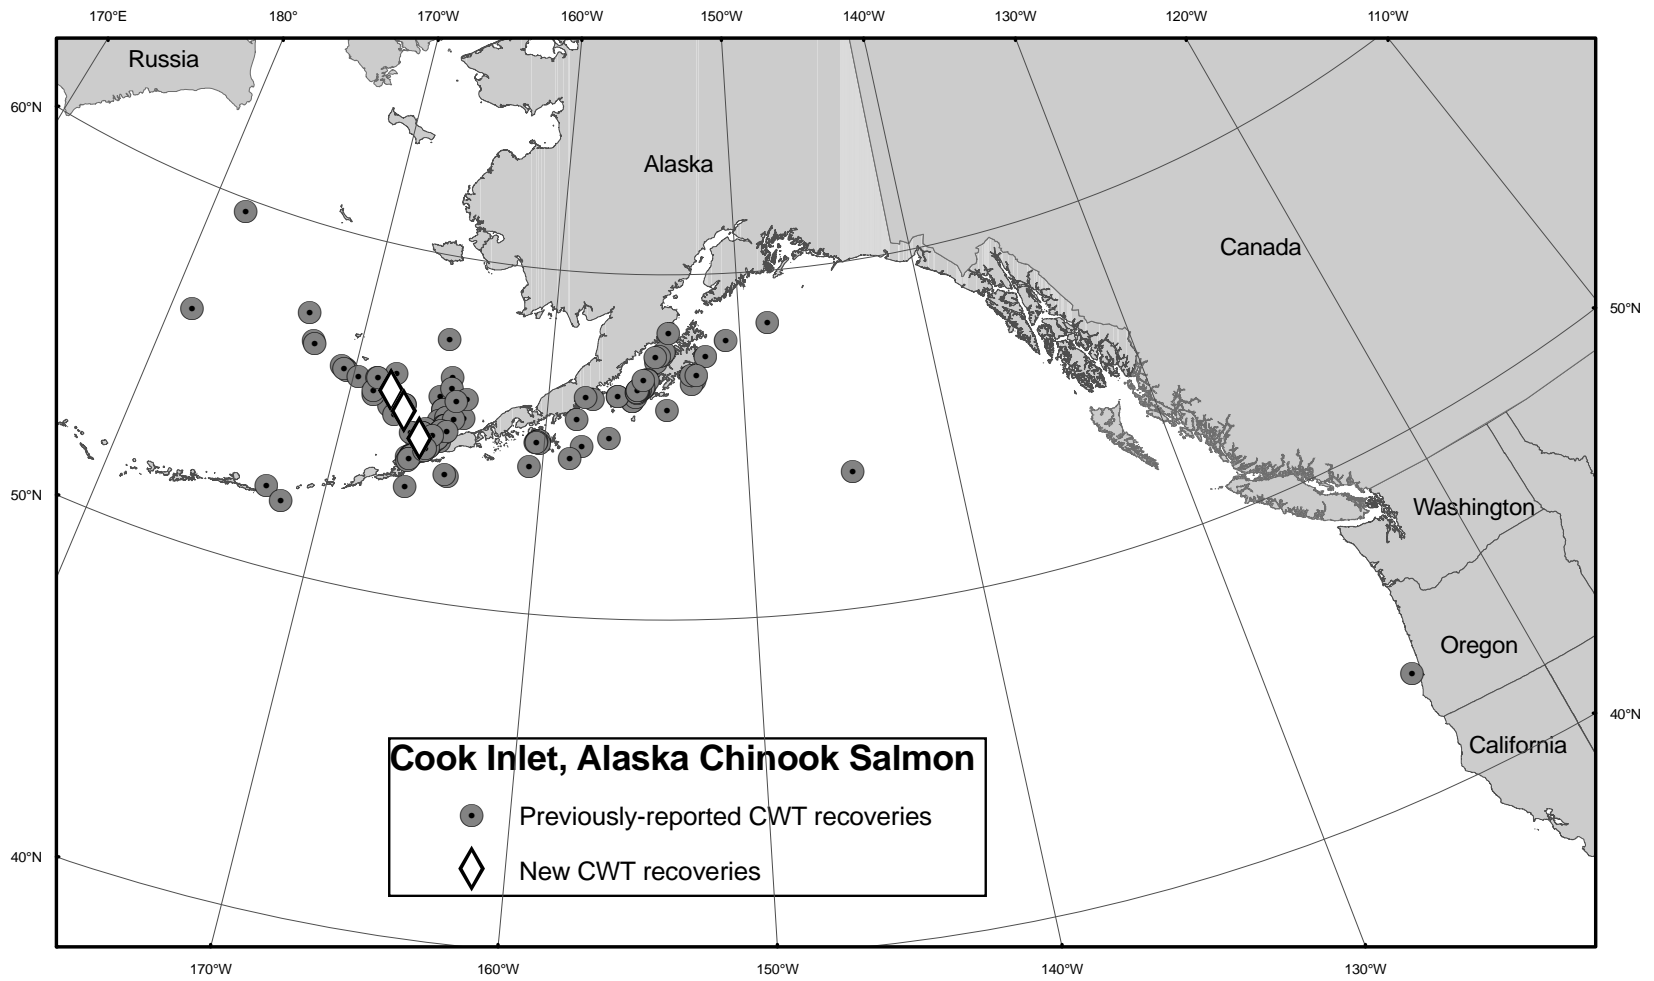 170°E 180° 170°W 160°W 150°W 140°W 130°W 120°W 110°W
Russia
60°N
Alaska
Canada
50°N
50°N
Washington
Oregon
40°N
California
Cook Inlet, Alaska Chinook Salmon
Previously-reported CWT recoveries
New CWT recoveries
40°N
170°W 160°W 150°W 140°W 130°W